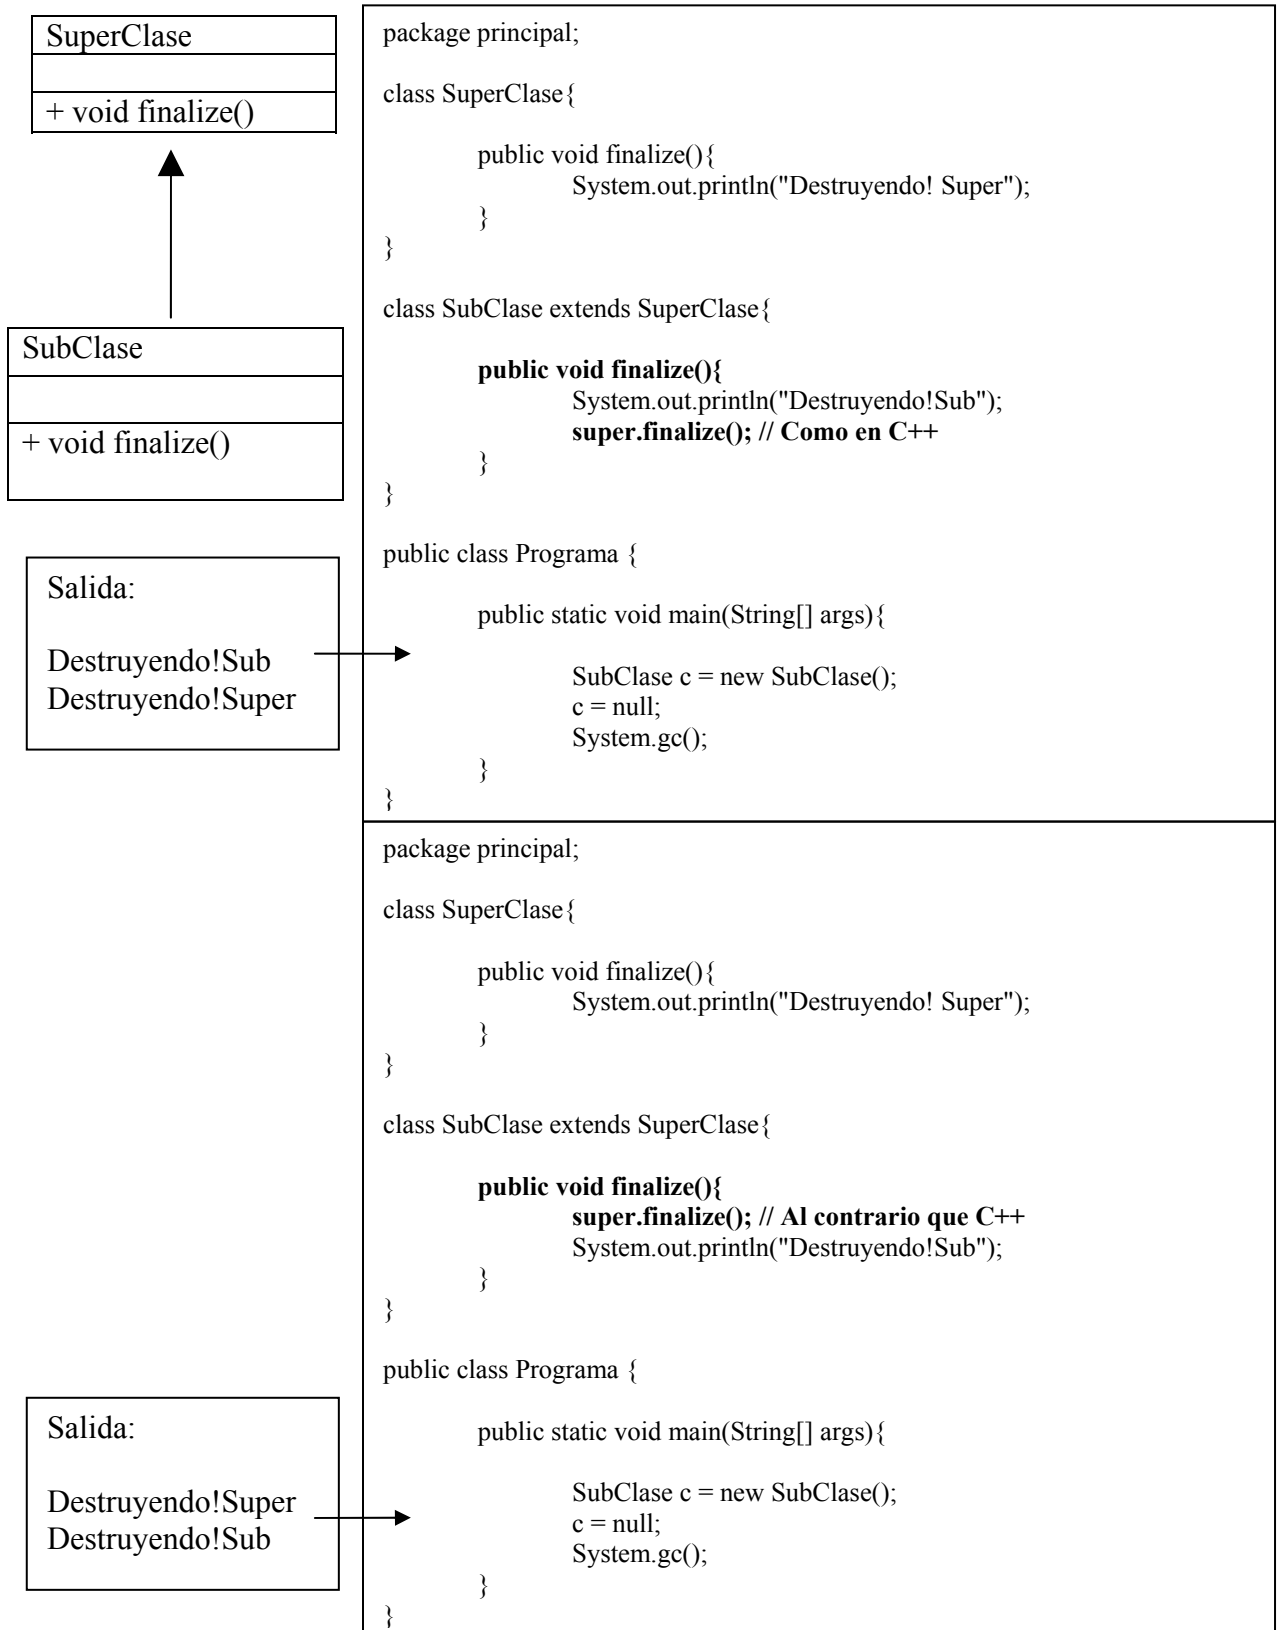 SuperClase
+ void finalize()
SubClase
+ void finalize()
Salida:
Destruyendo!Sub
Destruyendo!Super
package principal;
class SuperClase{
public void finalize(){
System.out.println("Destruyendo! Super");
}
}
class SubClase extends SuperClase{
public void finalize(){
System.out.println("Destruyendo!Sub");
super.finalize(); // Como en C++
}
}
public class Programa {
public static void main(String[] args){
SubClase c = new SubClase();
c = null;
System.gc();
}
}
package principal;
class SuperClase{
public void finalize(){
System.out.println("Destruyendo! Super");
}
}
class SubClase extends SuperClase{
public void finalize(){
super.finalize(); // Al contrario que C++
System.out.println("Destruyendo!Sub");
}
}
public class Programa {
public static void main(String[] args){
SubClase c = new SubClase();
c = null;
System.gc();
}
}
Salida:
Destruyendo!Super
Destruyendo!Sub